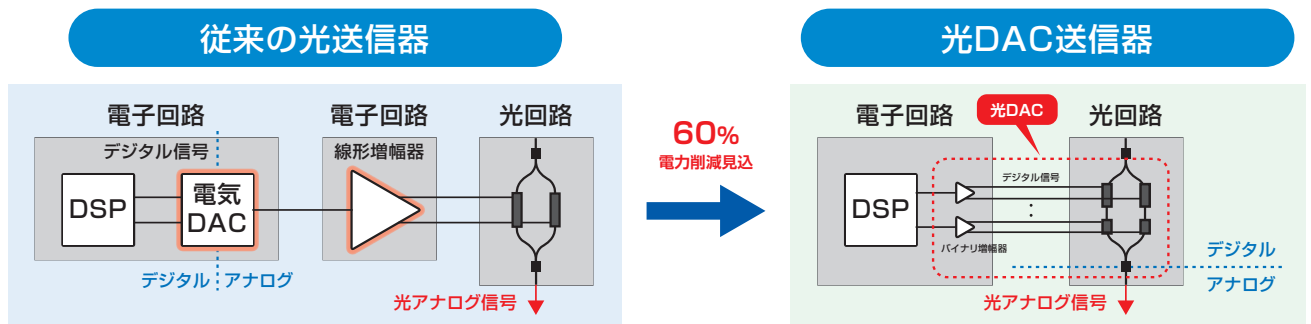 従来の光送信器
電子回路
デジタル信号
DSP
電気
DAC
デジタル
アナログ
電子回路
線形増幅器
光回路
光アナログ信号
60%
電力削減見込
光DAC送信器
電子回路
光DAC
光回路
DSP
デジタル信号
バイナリ増幅器
デジタル
アナログ
光アナログ信号